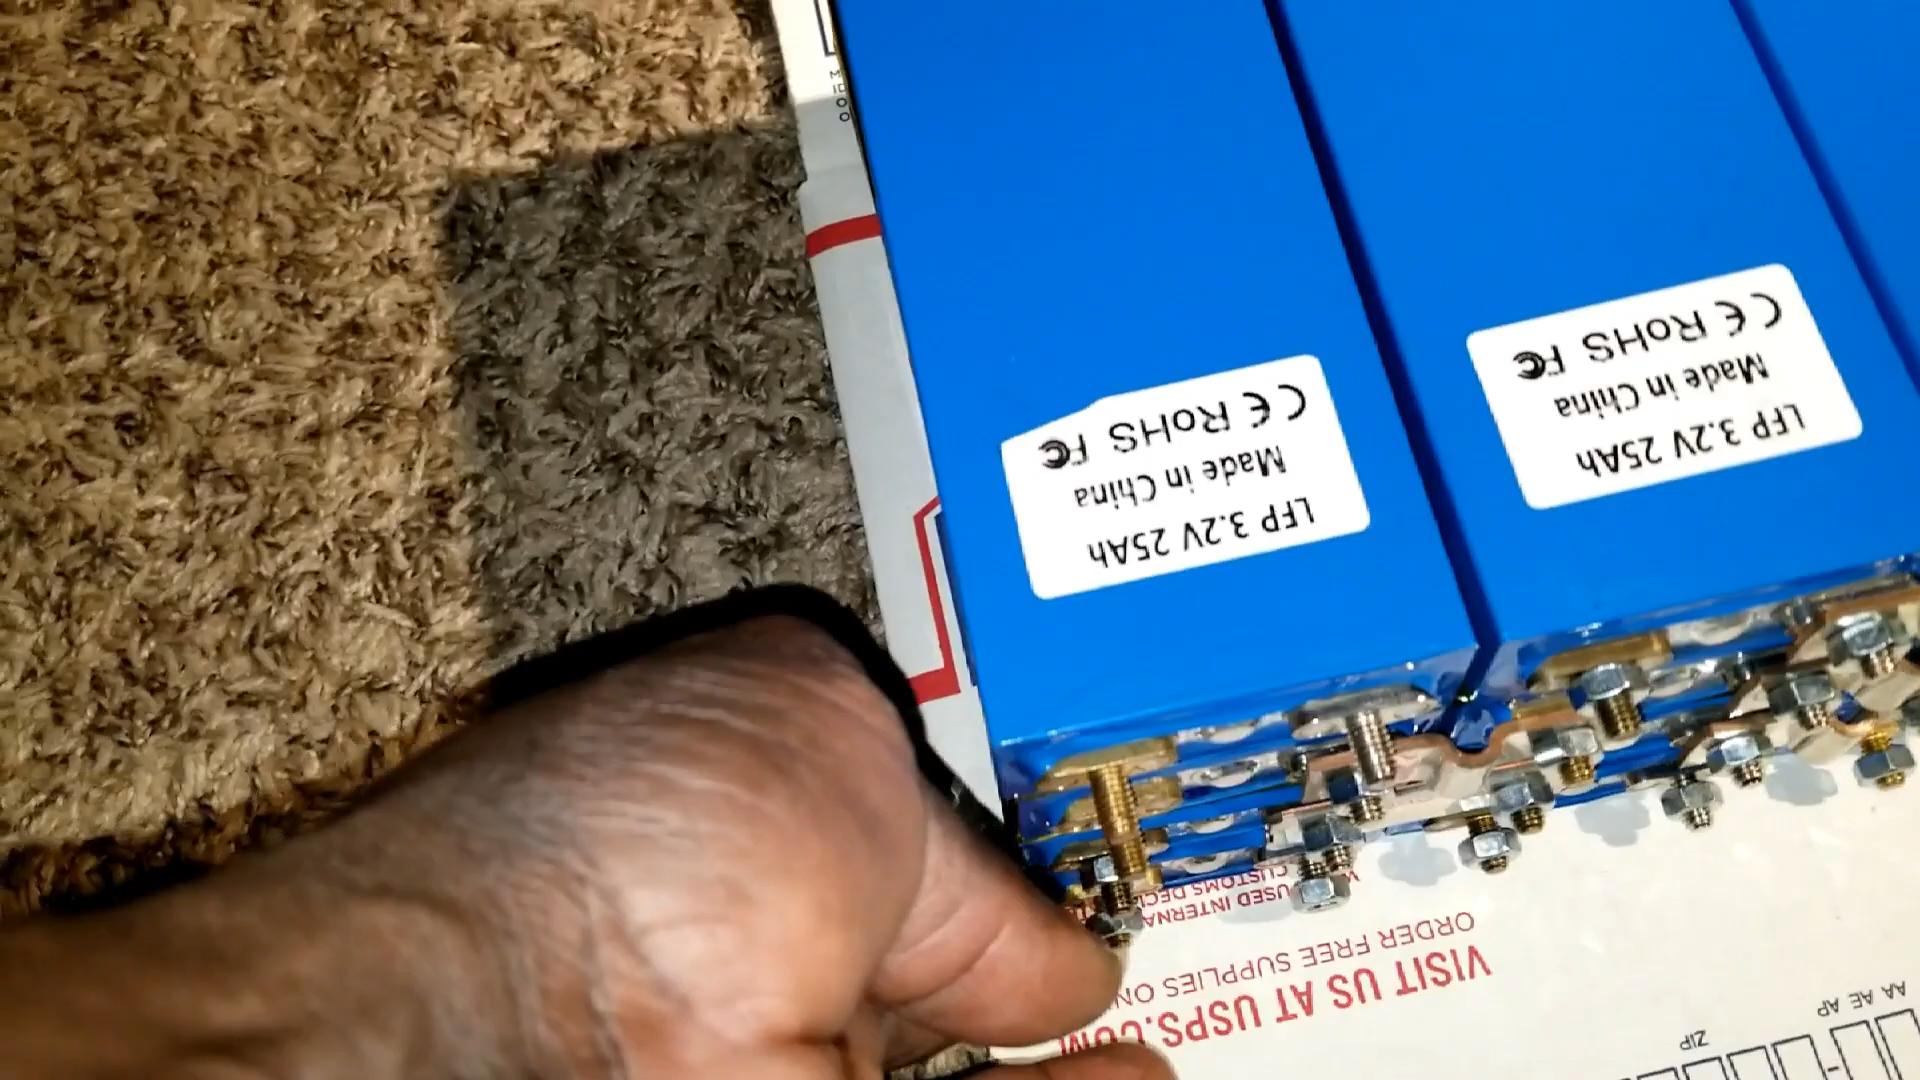 LFP 3.2V 25Ah
Made in China
CE RoHS FC
LFP 3.2V 25Ah
Made in China
CE RoHS FC
AA AE AP
ZIP
VISIT US AT USPS.COM
ORDER FREE SUPPLIES ON
USED INTERNA
CUSTOMS DECL